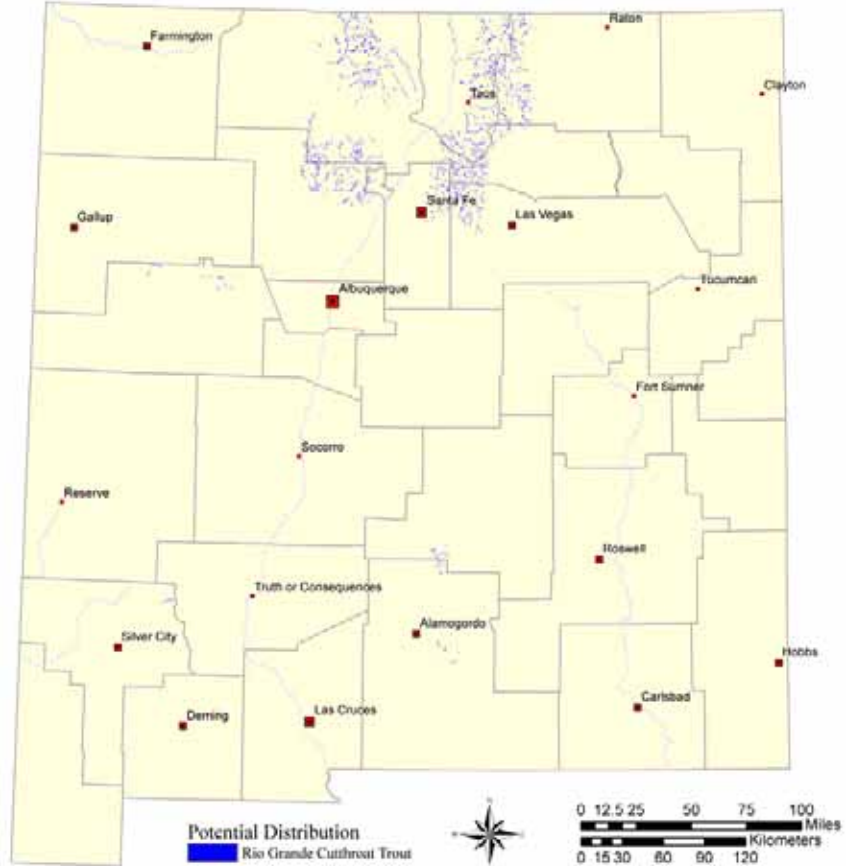 Raton
Farmington
Clayton
Taos
Santa Fe
Las Vegas
Gallup
Tucumcari
Albuquerque
Fort Sumner
Socorro
Reserve
Roswell
Truth or Consequences
Alamogordo
Silver City
Hobbs
Carlsbad
Las Cruces
Deming
0 12.5 25 50 75 100
Miles
Kilometers
0 15 30 60 90 120
Potential Distribution
Rio Grande Cutthroat Trout